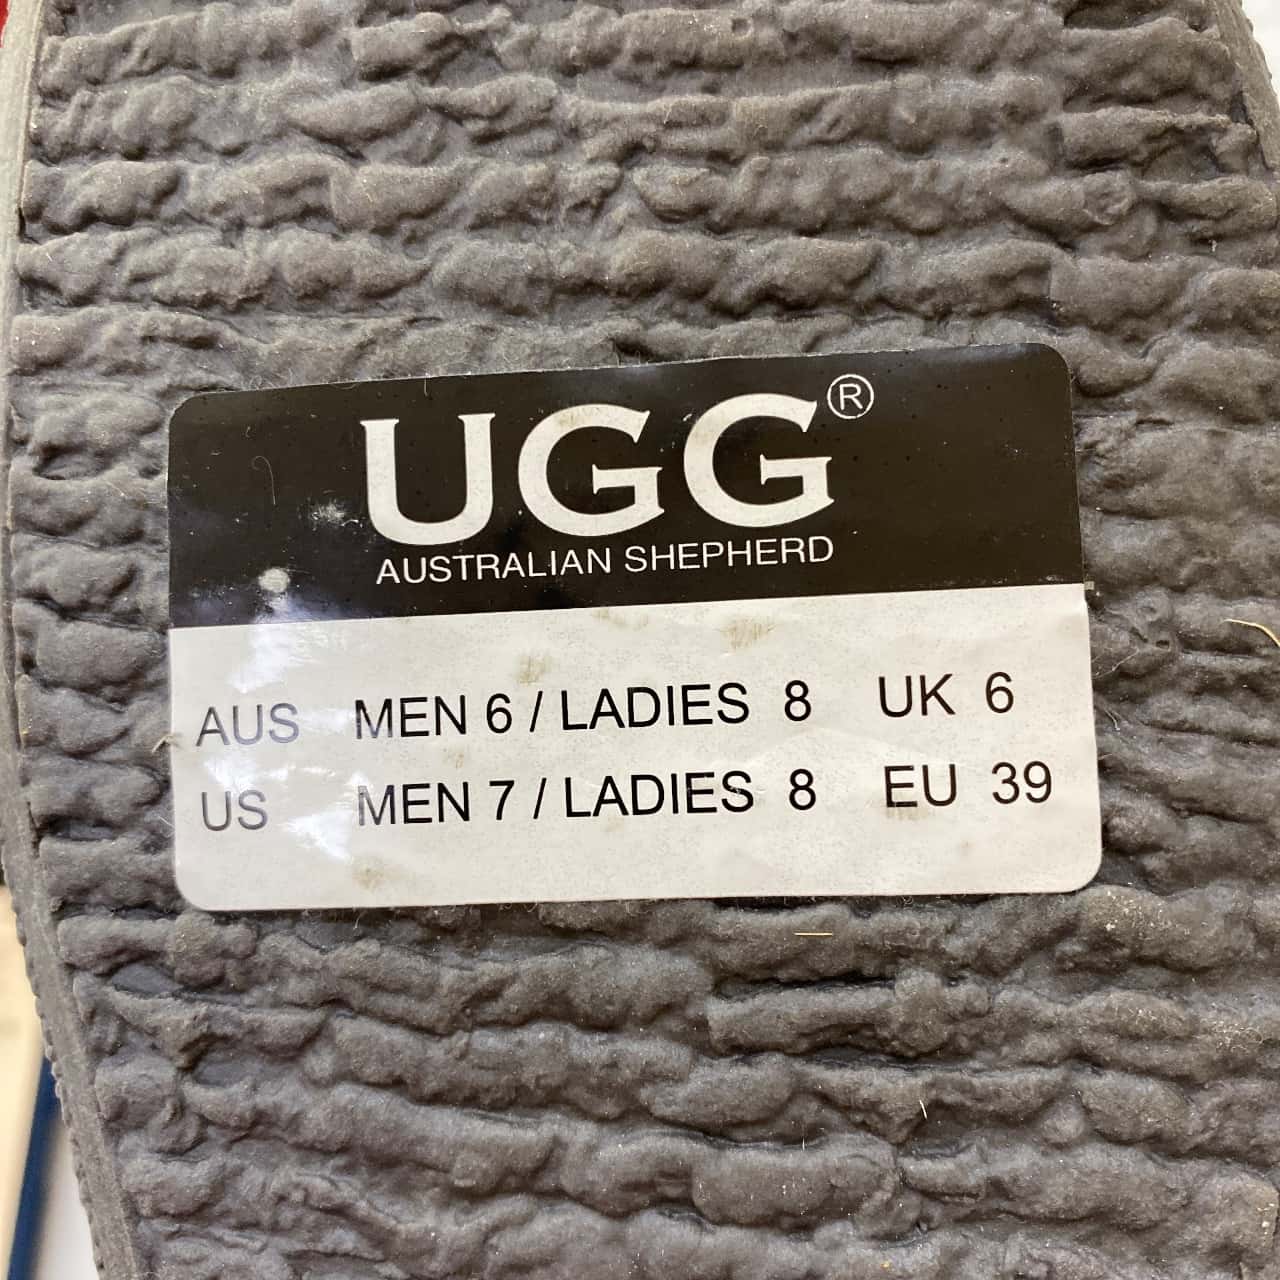 UGG®
AUSTRALIAN SHEPHERD
AUS MEN 6 / LADIES 8 UK 6
US MEN 7 / LADIES 8 EU 39